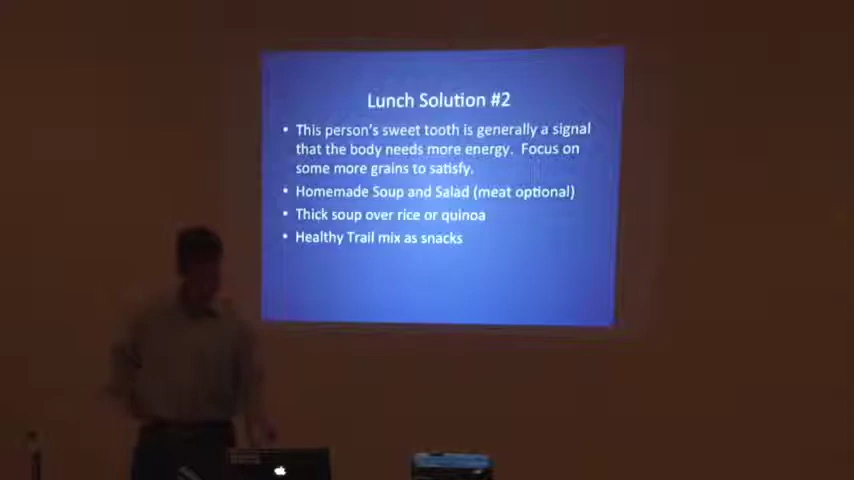 Lunch Solution #2
• This person's sweet tooth is generally a signal
that the body needs more energy. Focus on
some more grains to satisfy.
• Homemade Soup and Salad (meat optional)
• Thick soup over rice or quinoa
• Healthy Trail mix as snacks